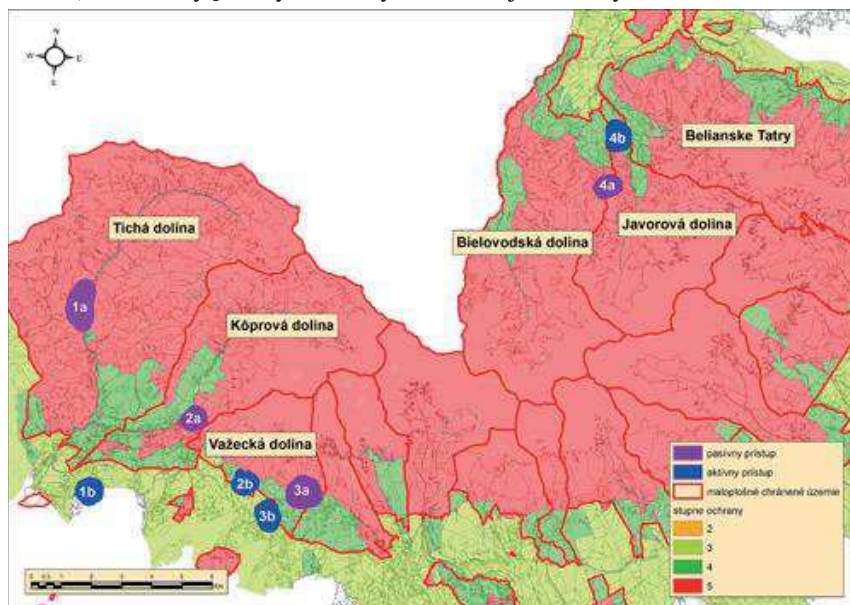 N
W E
E
Belianske Tatry
4b
4a
Javorová dolina
Tichá dolina
Bielovodská dolina
1a
Kôprová dolina
2a
Važecká dolina
1b
2b
3a
3b
pasívny prístup
aktívny prístup
maloplošné chránené územie
stupne ochrany
2
3
4
5